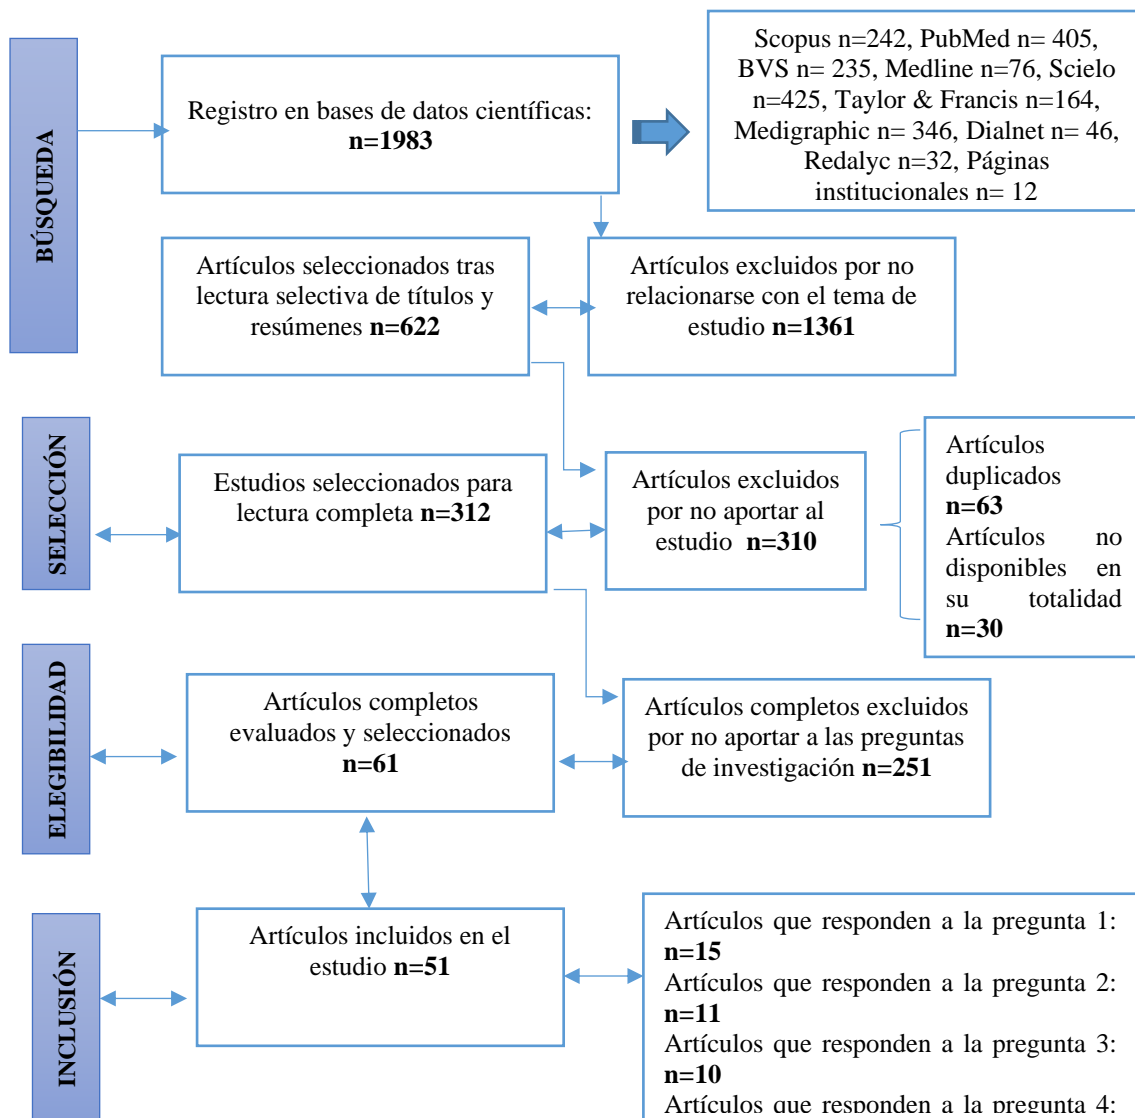 BÚSQUEDA
Registro en bases de datos científicas:
n=1983
Scopus n=242, PubMed n= 405,
BVS n= 235, Medline n=76, Scielo
n=425, Taylor & Francis n=164,
Medigraphic n= 346, Dialnet n= 46,
Redalyc n=32, Páginas
institucionales n= 12
Artículos seleccionados tras
lectura selectiva de títulos y
resúmenes n=622
Artículos excluidos por no
relacionarse con el tema de
estudio n=1361
SELECCIÓN
Estudios seleccionados para
lectura completa n=312
Artículos excluidos
por no aportar al
estudio n=310
Artículos
duplicados
n=63
Artículos no
disponibles en
su totalidad
n=30
ELEGIBILIDAD
Artículos completos
evaluados y seleccionados
n=61
Artículos completos excluidos
por no aportar a las preguntas
de investigación n=251
INCLUSIÓN
Artículos incluidos en el
estudio n=51
Artículos que responden a la pregunta 1:
n=15
Artículos que responden a la pregunta 2:
n=11
Artículos que responden a la pregunta 3:
n=10
Artículos que responden a la pregunta 4: